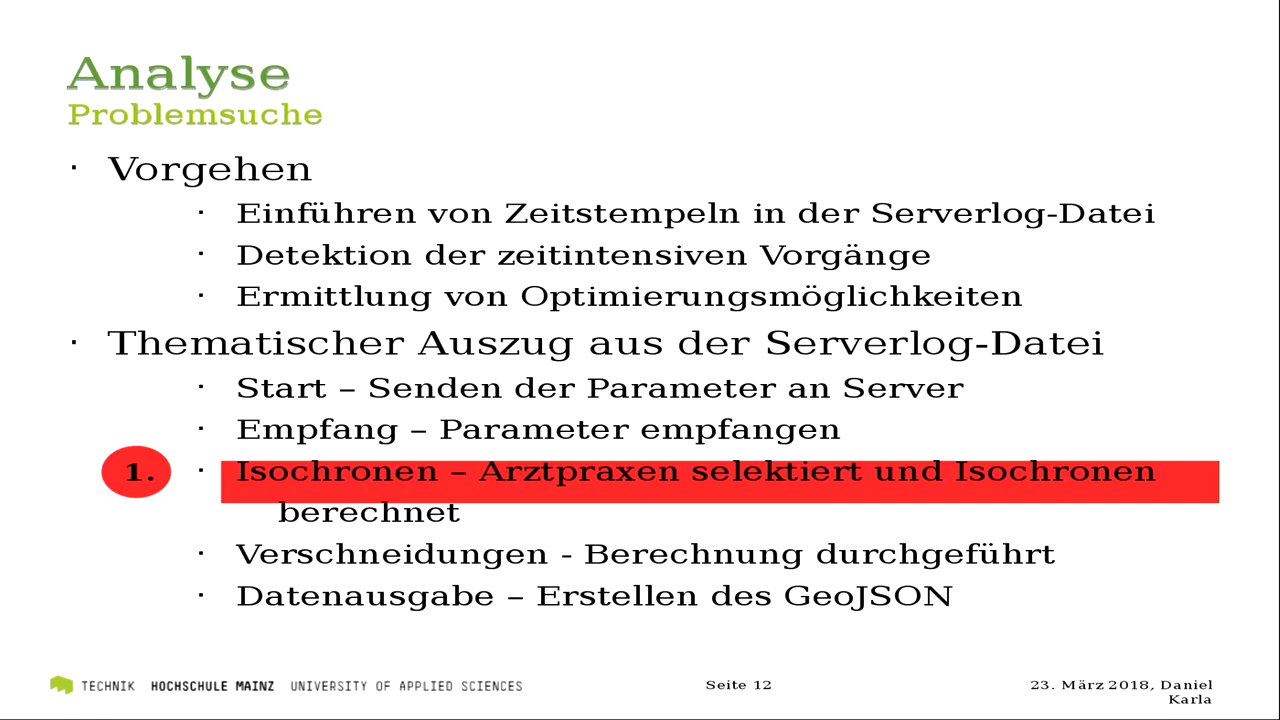 Analyse
Problemsuche
· Vorgehen
· Einführen von Zeitstempeln in der Serverlog-Datei
· Detektion der zeitintensiven Vorgänge
· Ermittlung von Optimierungsmöglichkeiten
· Thematischer Auszug aus der Serverlog-Datei
· Start – Senden der Parameter an Server
· Empfang – Parameter empfangen
1. · Isochronen – Arztpraxen selektiert und Isochronen
berechnet
· Verschneidungen - Berechnung durchgeführt
· Datenausgabe – Erstellen des GeoJSON
TECHNIK HOCHSCHULE MAINZ UNIVERSITY OF APPLIED SCIENCES
Seite 12
23. März 2018, Daniel
Karla